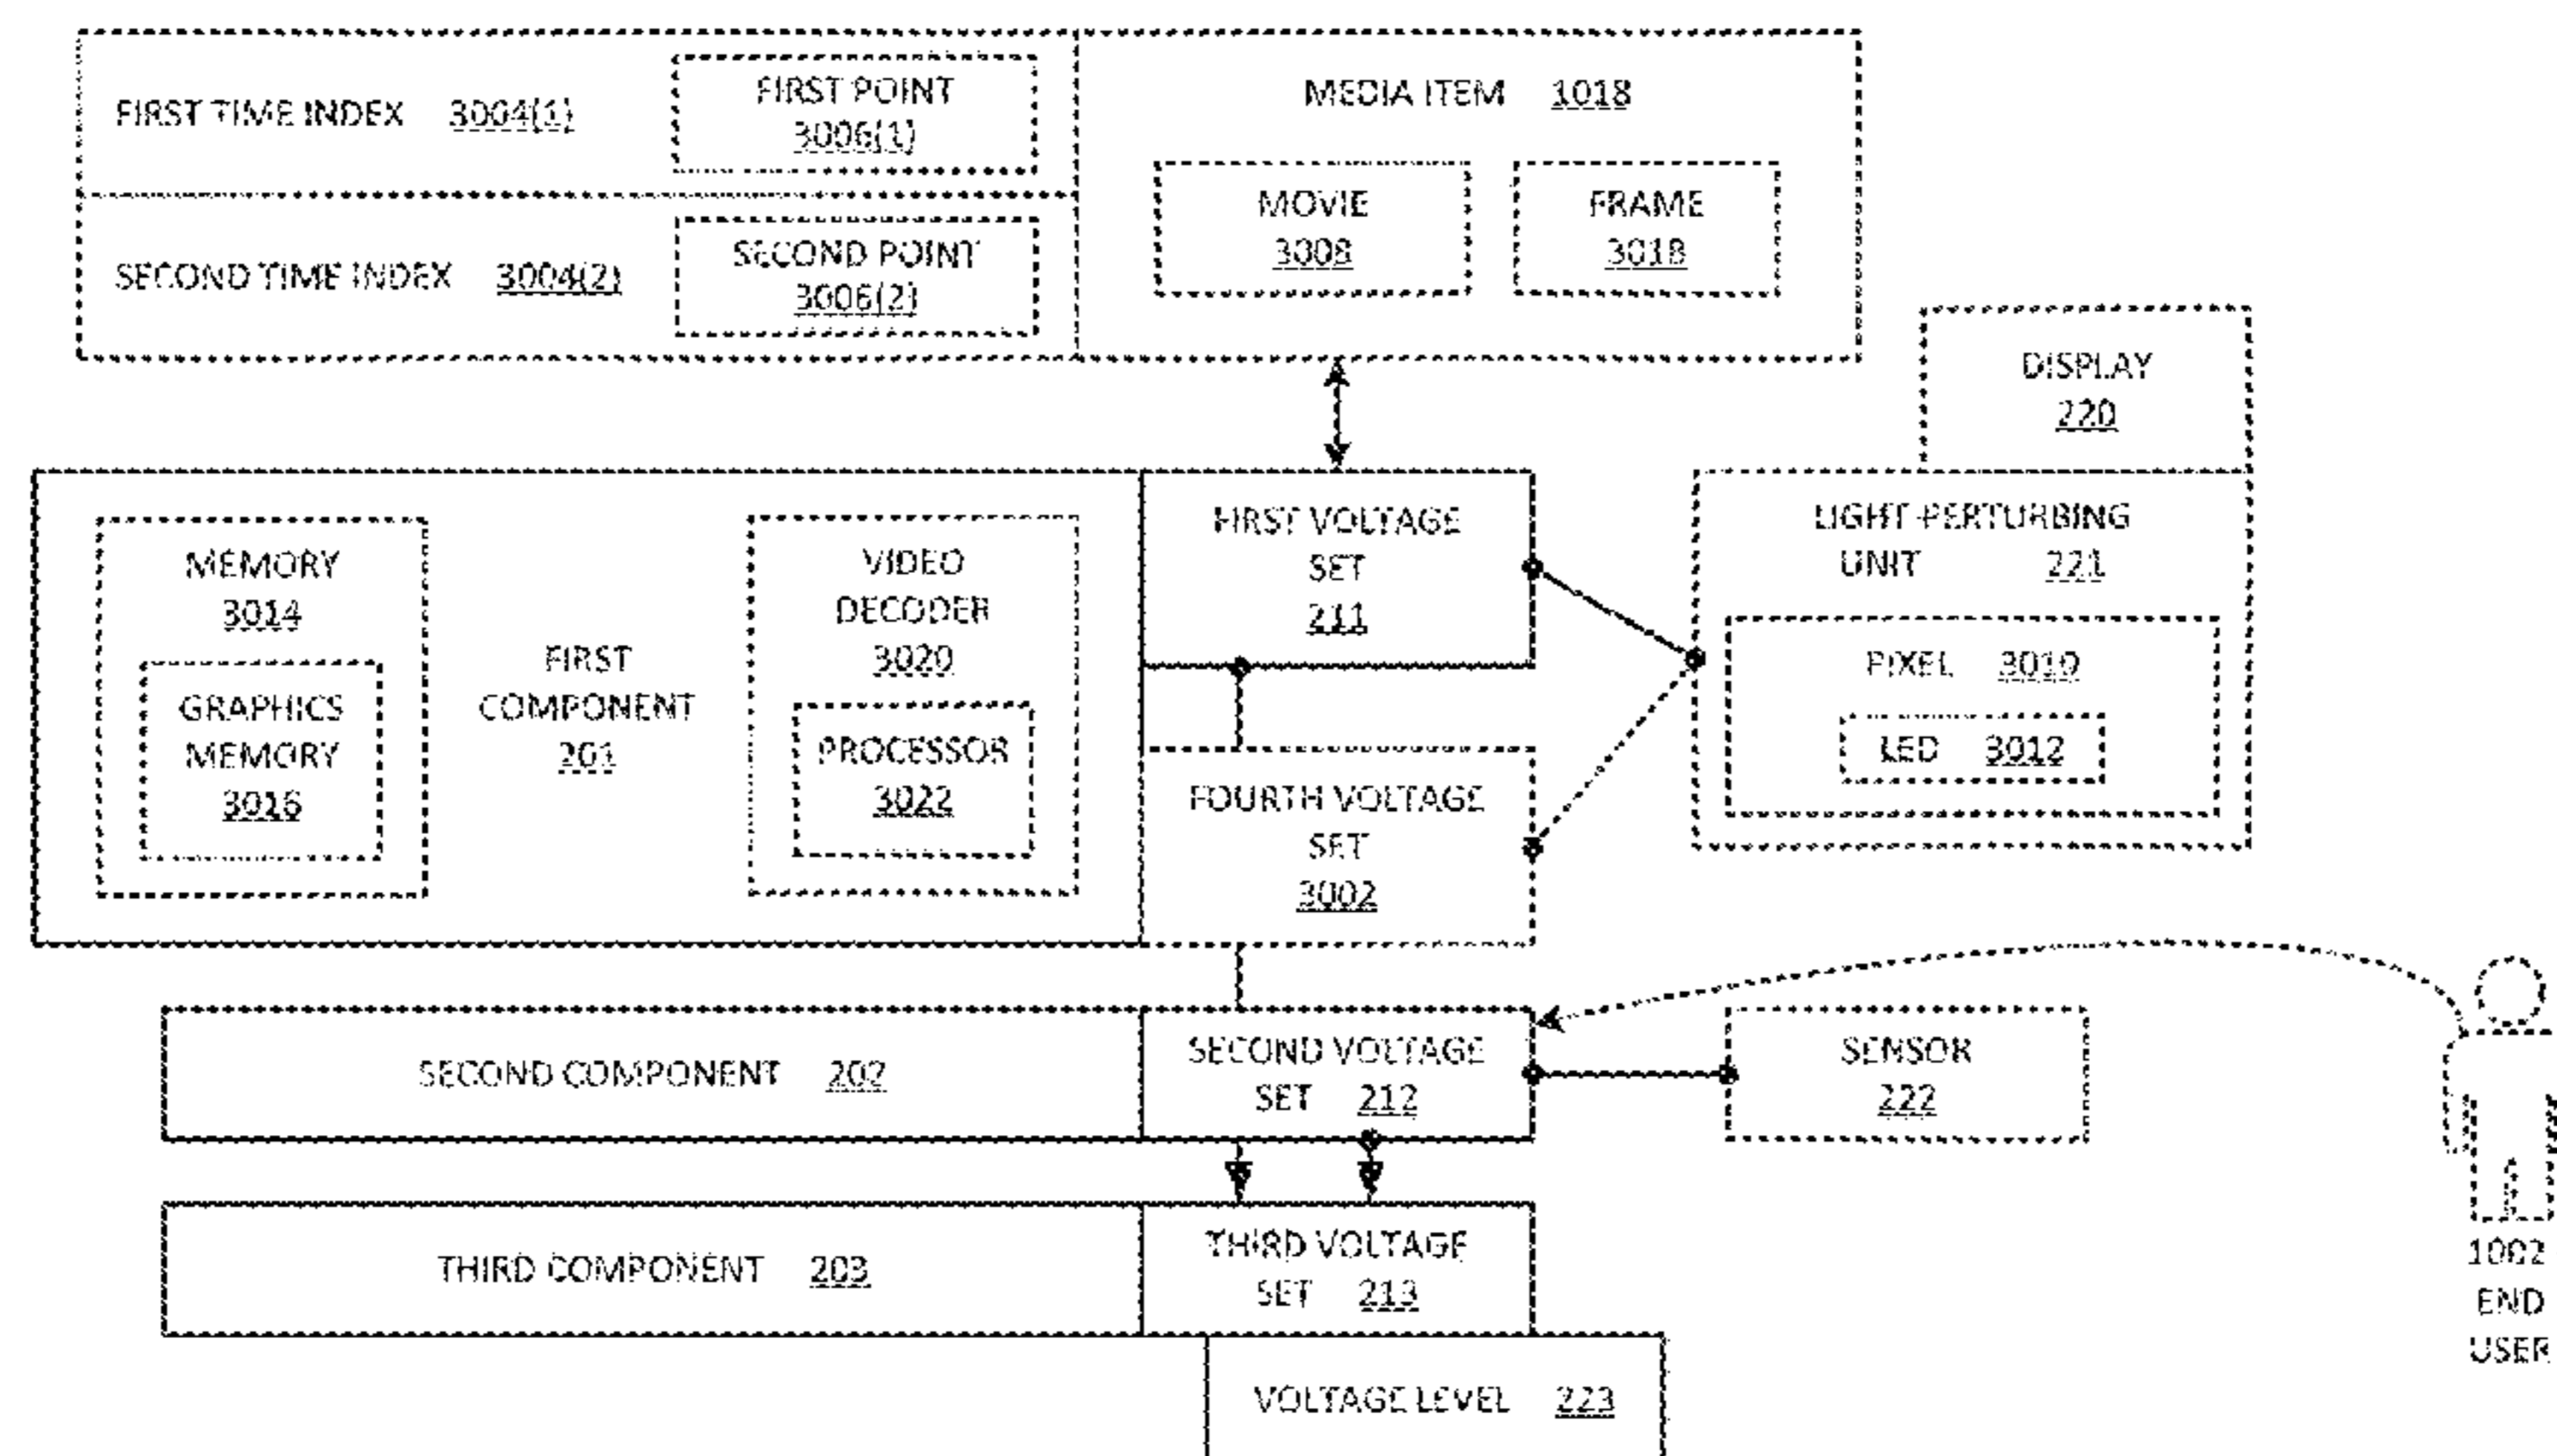 FIRST TIME INDEX 3004(1)
FIRST POINT
3006(1)
SECOND TIME INDEX 3004(2)
SECOND POINT
3006(2)
MEDIA ITEM 1018
MOVIE
3008
FRAME
3018
DISPLAY
220
LIGHT-PERTURBING
UNIT 221
PIXEL 3010
LED 3012
MEMORY
3014
GRAPHICS
MEMORY
3016
FIRST
COMPONENT
201
VIDEO
DECODER
3020
PROCESSOR
3022
FIRST VOLTAGE
SET
211
FOURTH VOLTAGE
SET
3002
SECOND COMPONENT 202
SECOND VOLTAGE
SET 212
SENSOR
222
THIRD COMPONENT 203
THIRD VOLTAGE
SET 213
VOLTAGE LEVEL 223
1002
END
USER